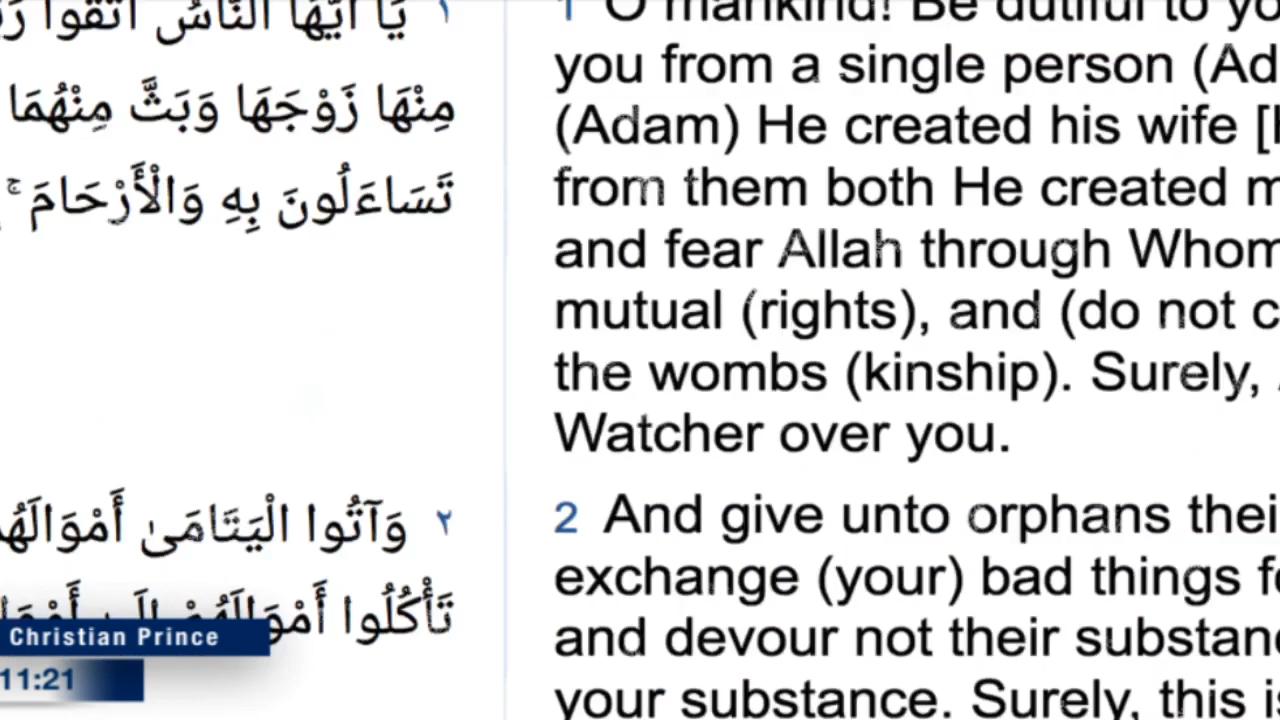 ١ يَا أَيُّهَا النَّاسُ اتَّقُوا
مِنْهَا زَوْجَهَا وَبَثَّ مِنْهُمَا
تَسَاءَلُونَ بِهِ وَالْأَرْحَامَ ۚ
٢ وَآتُوا الْيَتَامَىٰ أَمْوَالَهُ
تَأْكُلُوا أَمْوَالَهُمْ إِلَىٰ
1 O mankind! Be dutiful to yo
you from a single person (Ad
(Adam) He created his wife [
from them both He created m
and fear Allah through Whom
mutual (rights), and (do not c
the wombs (kinship). Surely,
Watcher over you.
2 And give unto orphans thei
exchange (your) bad things f
and devour not their substanc
your substance. Surely, this is
Christian Prince
11:21